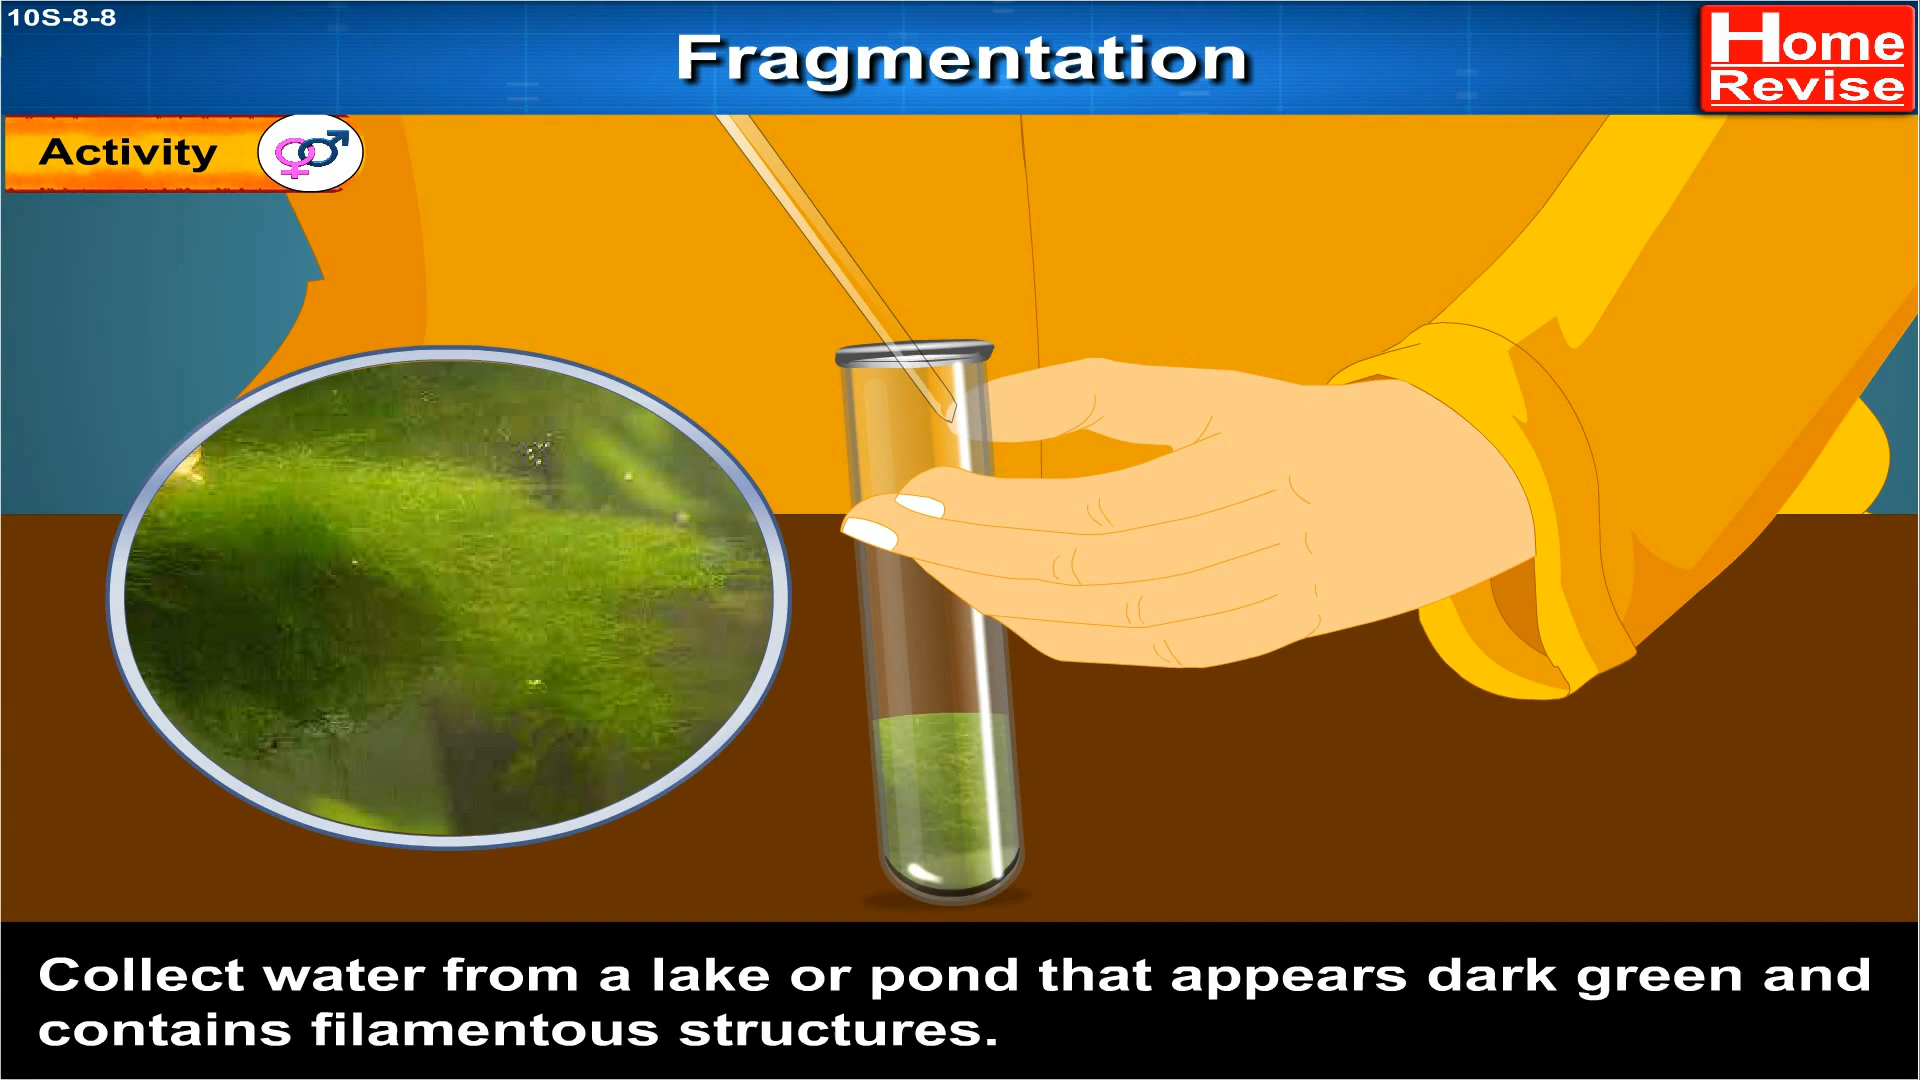 10S-8-8
Fragmentation
Home
Revise
Activity
Collect water from a lake or pond that appears dark green and
contains filamentous structures.